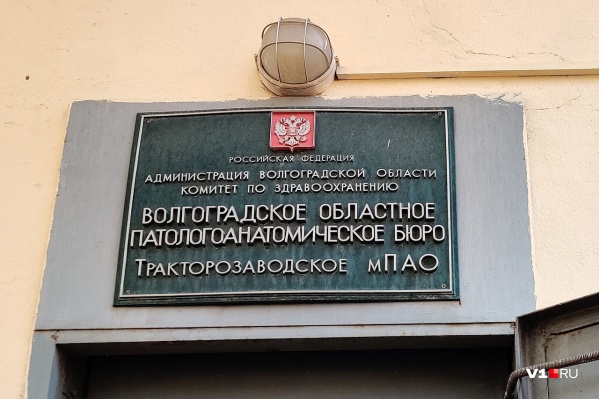 РОССИЙСКАЯ ФЕДЕРАЦИЯ
АДМИНИСТРАЦИЯ ВОЛГОГРАДСКОЙ ОБЛАСТИ
КОМИТЕТ ПО ЗДРАВООХРАНЕНИЮ
ВОЛГОГРАДСКОЕ ОБЛАСТНОЕ
ПАТОЛОГОАНАТОМИЧЕСКОЕ БЮРО
ТРАКТОРОЗАВОДСКОЕ мПАО
V1.RU